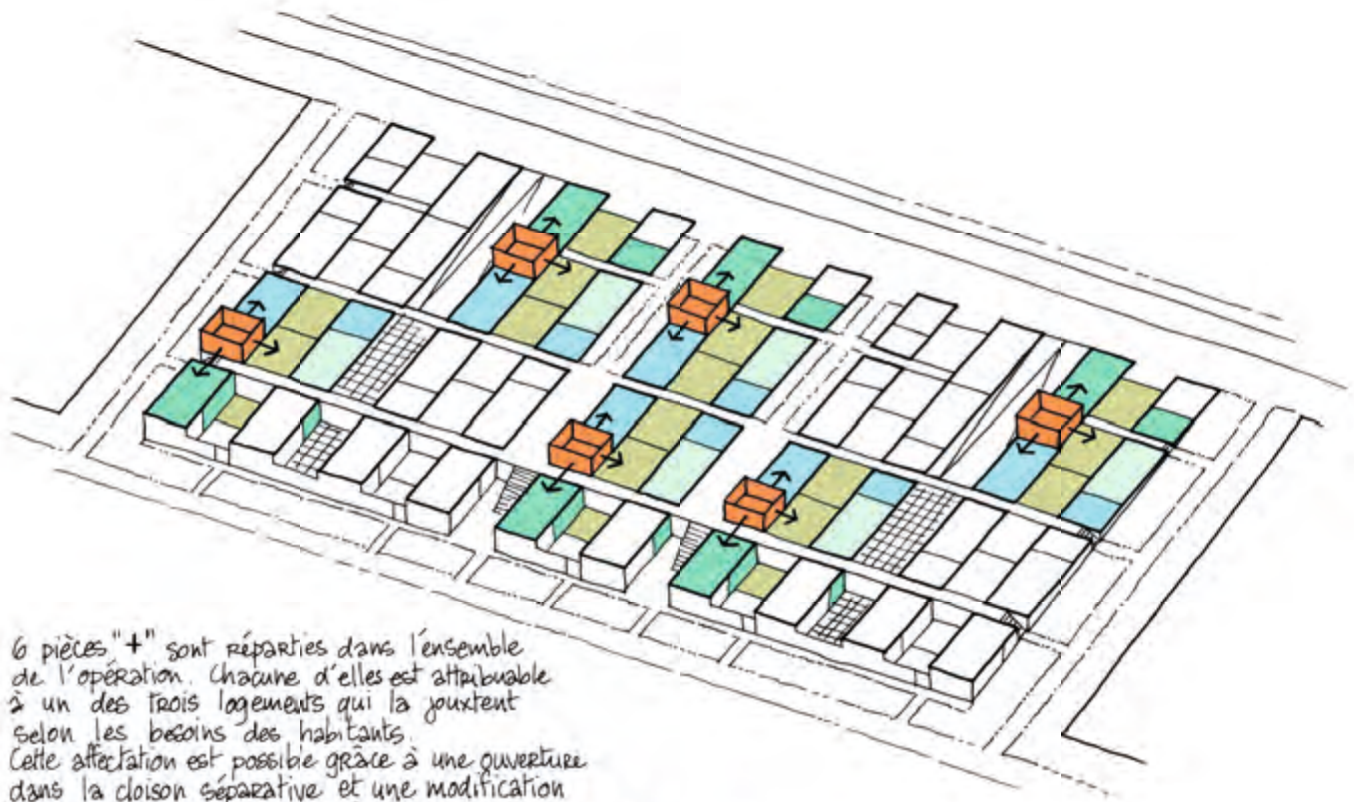 6 pièces "+" sont réparties dans l'ensemble
de l'opération. Chacune d'elles est attribuable
à un des trois logements qui la jouxtent
selon les besoins des habitants.
Cette affectation est possible grâce à une ouverture
dans la cloison séparative et une modification